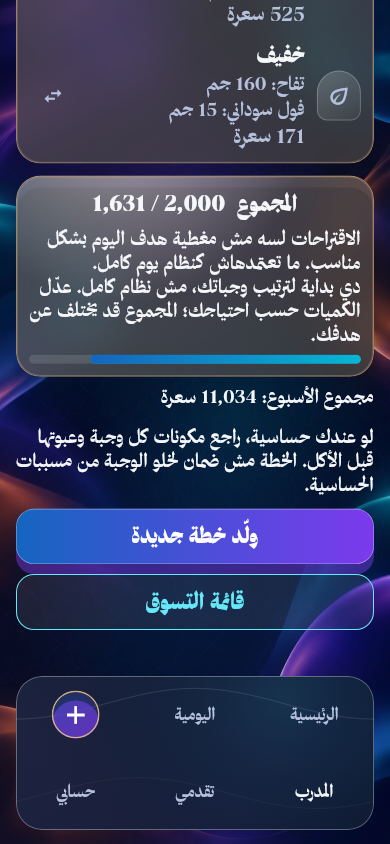 525 سعرة
خفيف
تفاح: 160 جم
فول سوداني: 15 جم
171 سعرة
المجموع 1,631 / 2,000
الاقتراحات لسه مش مغطية هدف اليوم بشكل
مناسب. ما تعتمدهاش كنظام يوم كامل.
دي بداية لترتيب وجباتك، مش نظام كامل. عدّل
الكميات حسب احتياجك؛ المجموع قد يختلف عن
هدفك.
مجموع الأسبوع: 11,034 سعرة
لو عندك حساسية، راجع مكونات كل وجبة وعبوتها
قبل الأكل. الخطة مش ضمان لخلو الوجبة من مسببات
الحساسية.
ولّد خطة جديدة
قائمة التسوق
الرئيسية
اليومية
المدرب
تقدمي
حسابي